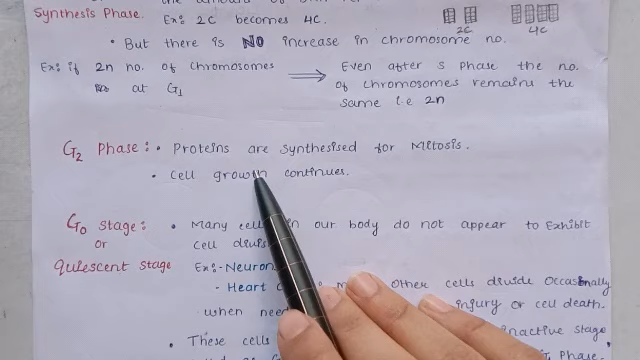 the amount of
Synthesis Phase. Ex: 2C becomes 4C.
2C 4C
• But there is NO increase in chromosome no.
Ex: if 2n no. of chromosomes ⟹ Even after S phase the no.
at G1 of chromosomes remains the
same i.e 2n
G2 Phase: • Proteins are synthesised for Mitosis.
• Cell growth continues.
G0 Stage: • Many cells in our body do not appear to Exhibit
or cell
Quiescent Stage Ex:- Neuron
• Heart other cells divide occasionally
when injury or cell death.
• These cells inactive stage
Phase.